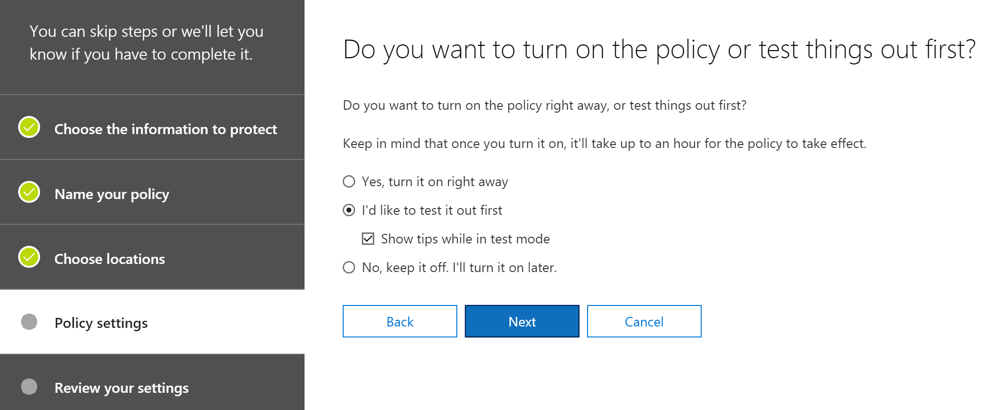 You can skip steps or we'll let you
know if you have to complete it.
Choose the information to protect
Name your policy
Choose locations
Policy settings
Review your settings
Do you want to turn on the policy or test things out first?
Do you want to turn on the policy right away, or test things out first?
Keep in mind that once you turn it on, it'll take up to an hour for the policy to take effect.
Yes, turn it on right away
I'd like to test it out first
Show tips while in test mode
No, keep it off. I'll turn it on later.
Back
Next
Cancel